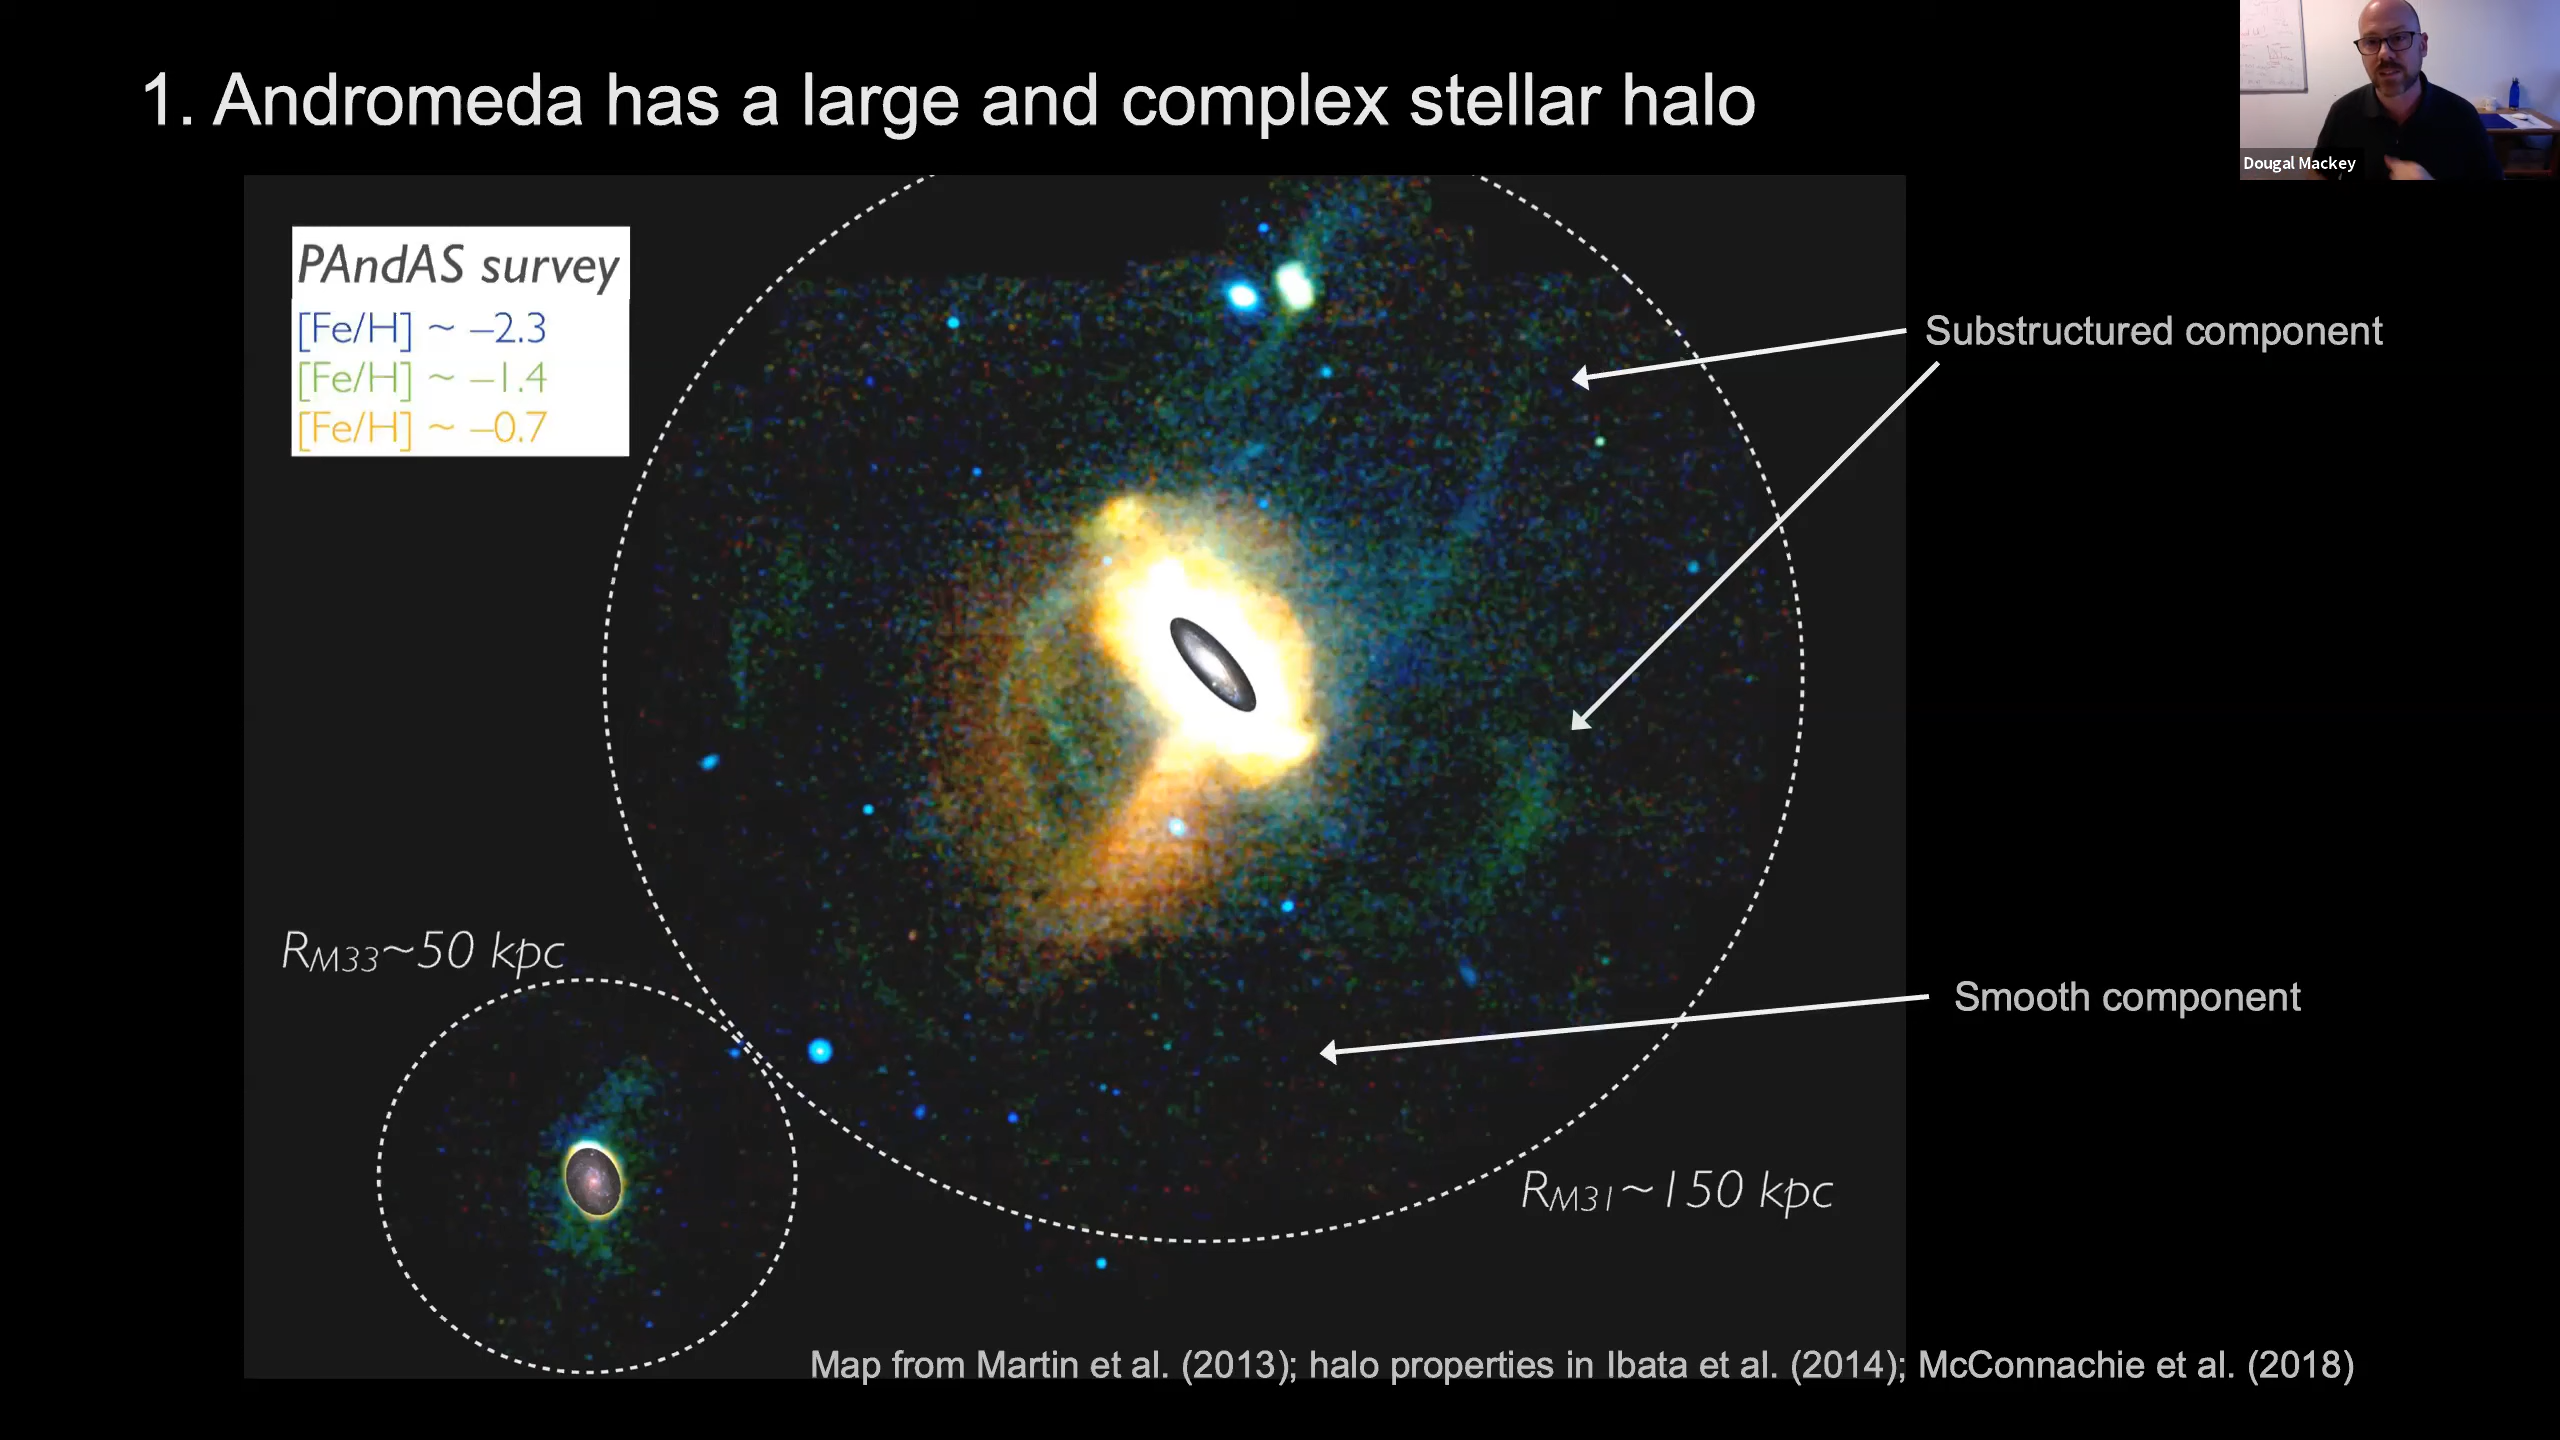 1. Andromeda has a large and complex stellar halo
Dougal Mackey
PAndAS survey
[Fe/H] ~ –2.3
[Fe/H] ~ –1.4
[Fe/H] ~ –0.7
Substructured component
RM33~50 kpc
Smooth component
RM31~150 kpc
Map from Martin et al. (2013); halo properties in Ibata et al. (2014); McConnachie et al. (2018)